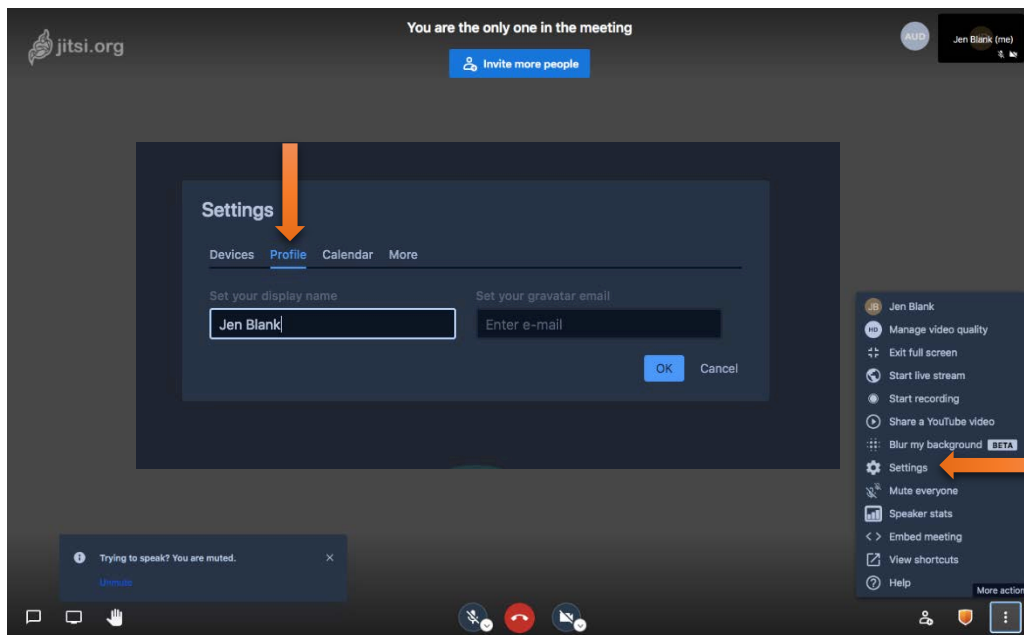 jitsi.org
You are the only one in the meeting
Invite more people
AUD
Jen Blank (me)
Settings
Devices Profile Calendar More
Set your display name Set your gravatar email
Jen Blank Enter e-mail
OK Cancel
JB Jen Blank
HD Manage video quality
Exit full screen
Start live stream
Start recording
Share a YouTube video
Blur my background BETA
Settings
Mute everyone
Speaker stats
Embed meeting
View shortcuts
Help
More action
Trying to speak? You are muted.
Unmute